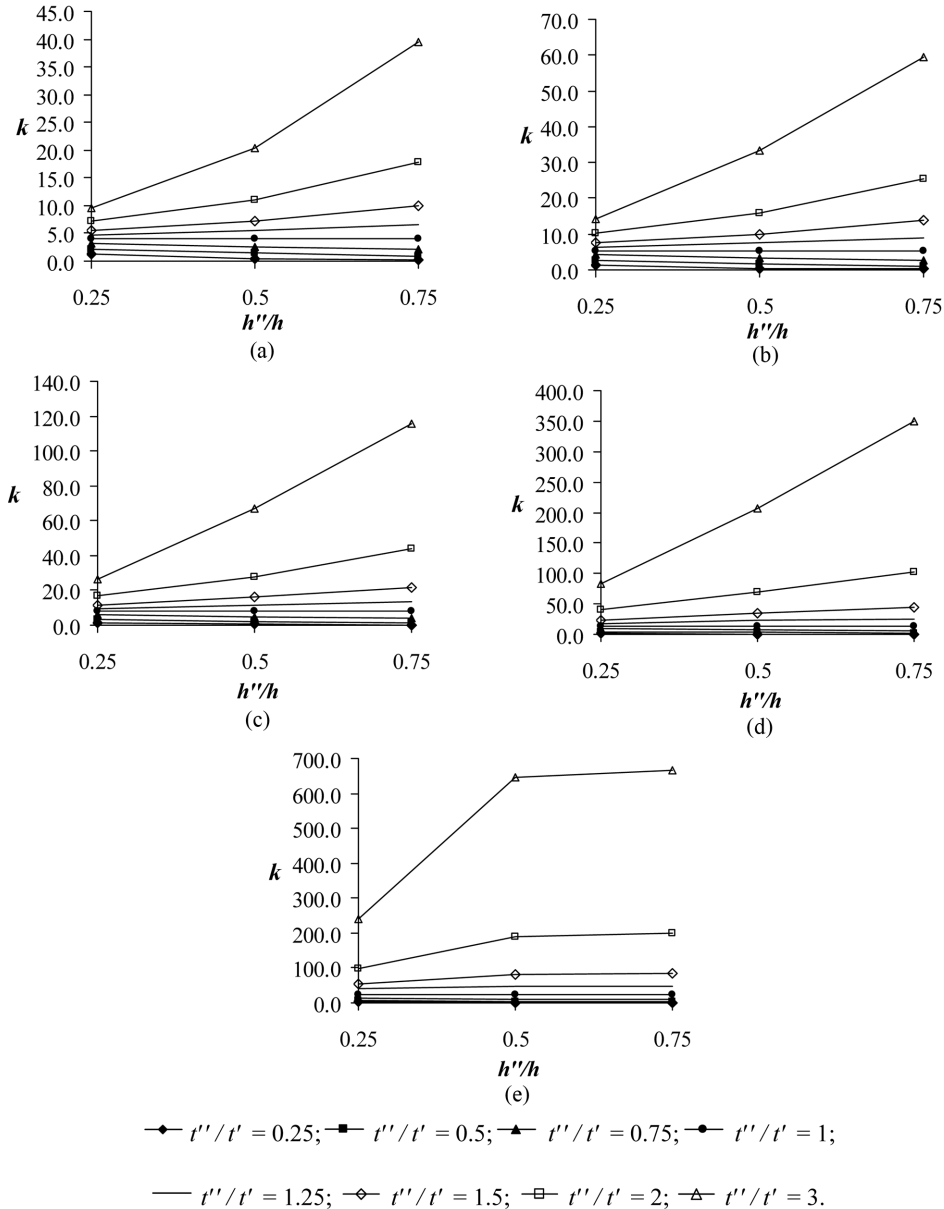 45.0
40.0
35.0
30.0
25.0
20.0
15.0
10.0
5.0
0.0
k
0.25 0.5 0.75
h''/h
(a)
70.0
60.0
50.0
40.0
30.0
20.0
10.0
0.0
k
0.25 0.5 0.75
h''/h
(b)
140.0
120.0
100.0
80.0
60.0
40.0
20.0
0.0
k
0.25 0.5 0.75
h''/h
(c)
400.0
350.0
300.0
250.0
200.0
150.0
100.0
50.0
0.0
k
0.25 0.5 0.75
h''/h
(d)
700.0
600.0
500.0
400.0
300.0
200.0
100.0
0.0
k
0.25 0.5 0.75
h''/h
(e)
t''/t' = 0.25; t''/t' = 0.5; t''/t' = 0.75; t''/t' = 1;
t''/t' = 1.25; t''/t' = 1.5; t''/t' = 2; t''/t' = 3.